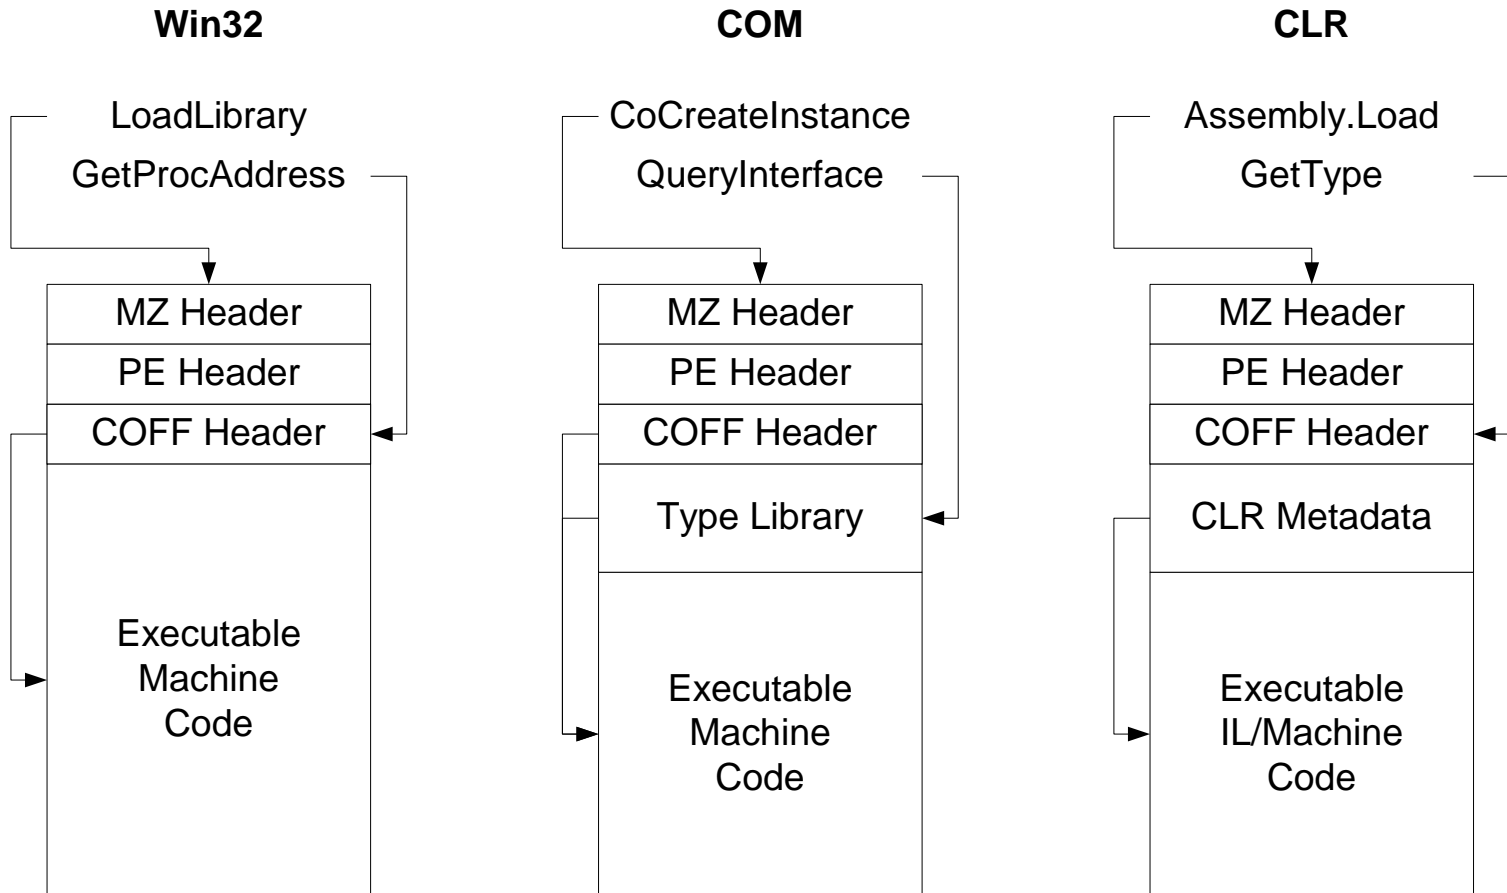 Win32
LoadLibrary
GetProcAddress
MZ Header
PE Header
COFF Header
Executable
Machine
Code
COM
CoCreateInstance
QueryInterface
MZ Header
PE Header
COFF Header
Type Library
Executable
Machine
Code
CLR
Assembly.Load
GetType
MZ Header
PE Header
COFF Header
CLR Metadata
Executable
IL/Machine
Code